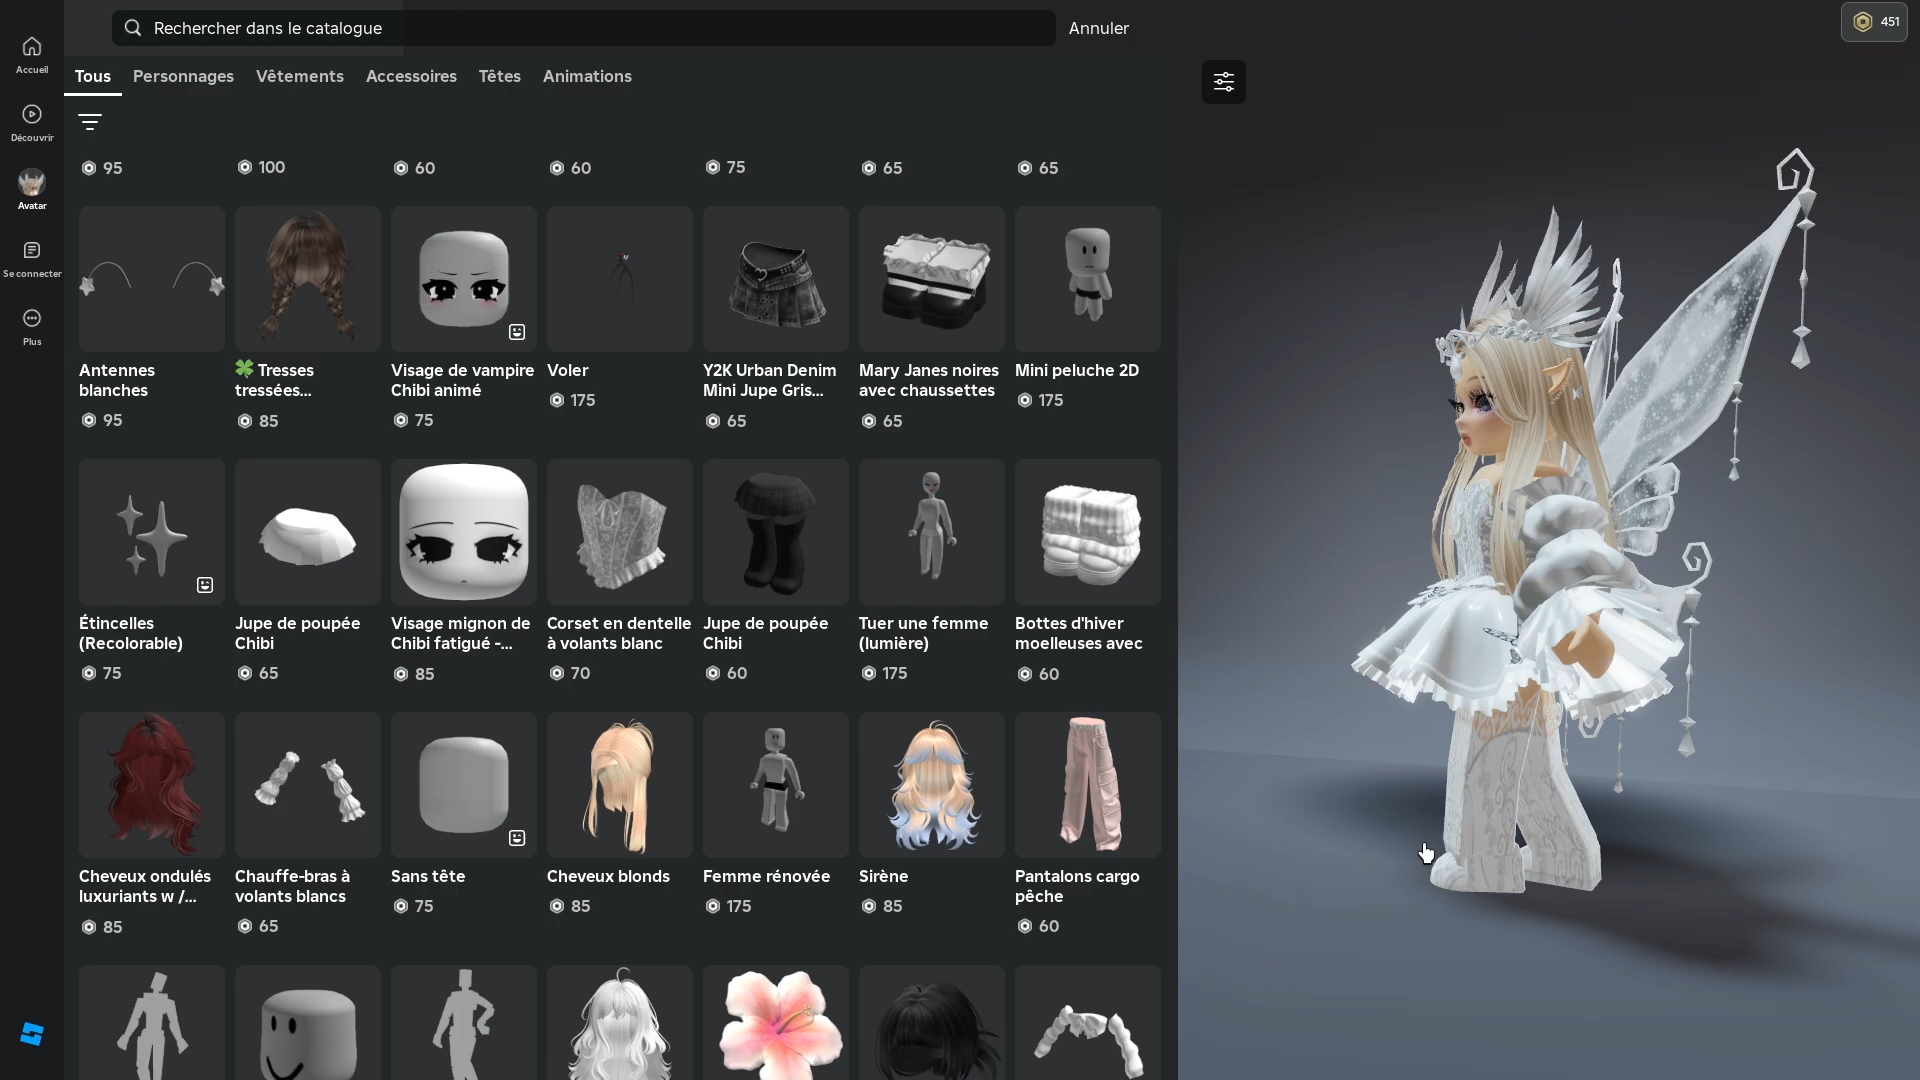 Rechercher dans le catalogue
Annuler
451
Accueil
Découvrir
Avatar
Se connecter
Plus
Tous
Personnages
Vêtements
Accessoires
Têtes
Animations
95
100
60
60
75
65
65
Antennes
blanches
95
Tresses
tressées...
85
Visage de vampire
Chibi animé
75
Voler
175
Y2K Urban Denim
Mini Jupe Gris...
65
Mary Janes noires
avec chaussettes
65
Mini peluche 2D
175
Étincelles
(Recolorable)
75
Jupe de poupée
Chibi
65
Visage mignon de
Chibi fatigué -...
85
Corset en dentelle
à volants blanc
70
Jupe de poupée
Chibi
60
Tuer une femme
(lumière)
175
Bottes d'hiver
moelleuses avec
60
Cheveux ondulés
luxuriants w /...
85
Chauffe-bras à
volants blancs
65
Sans tête
75
Cheveux blonds
85
Femme rénovée
175
Sirène
85
Pantalons cargo
pêche
60